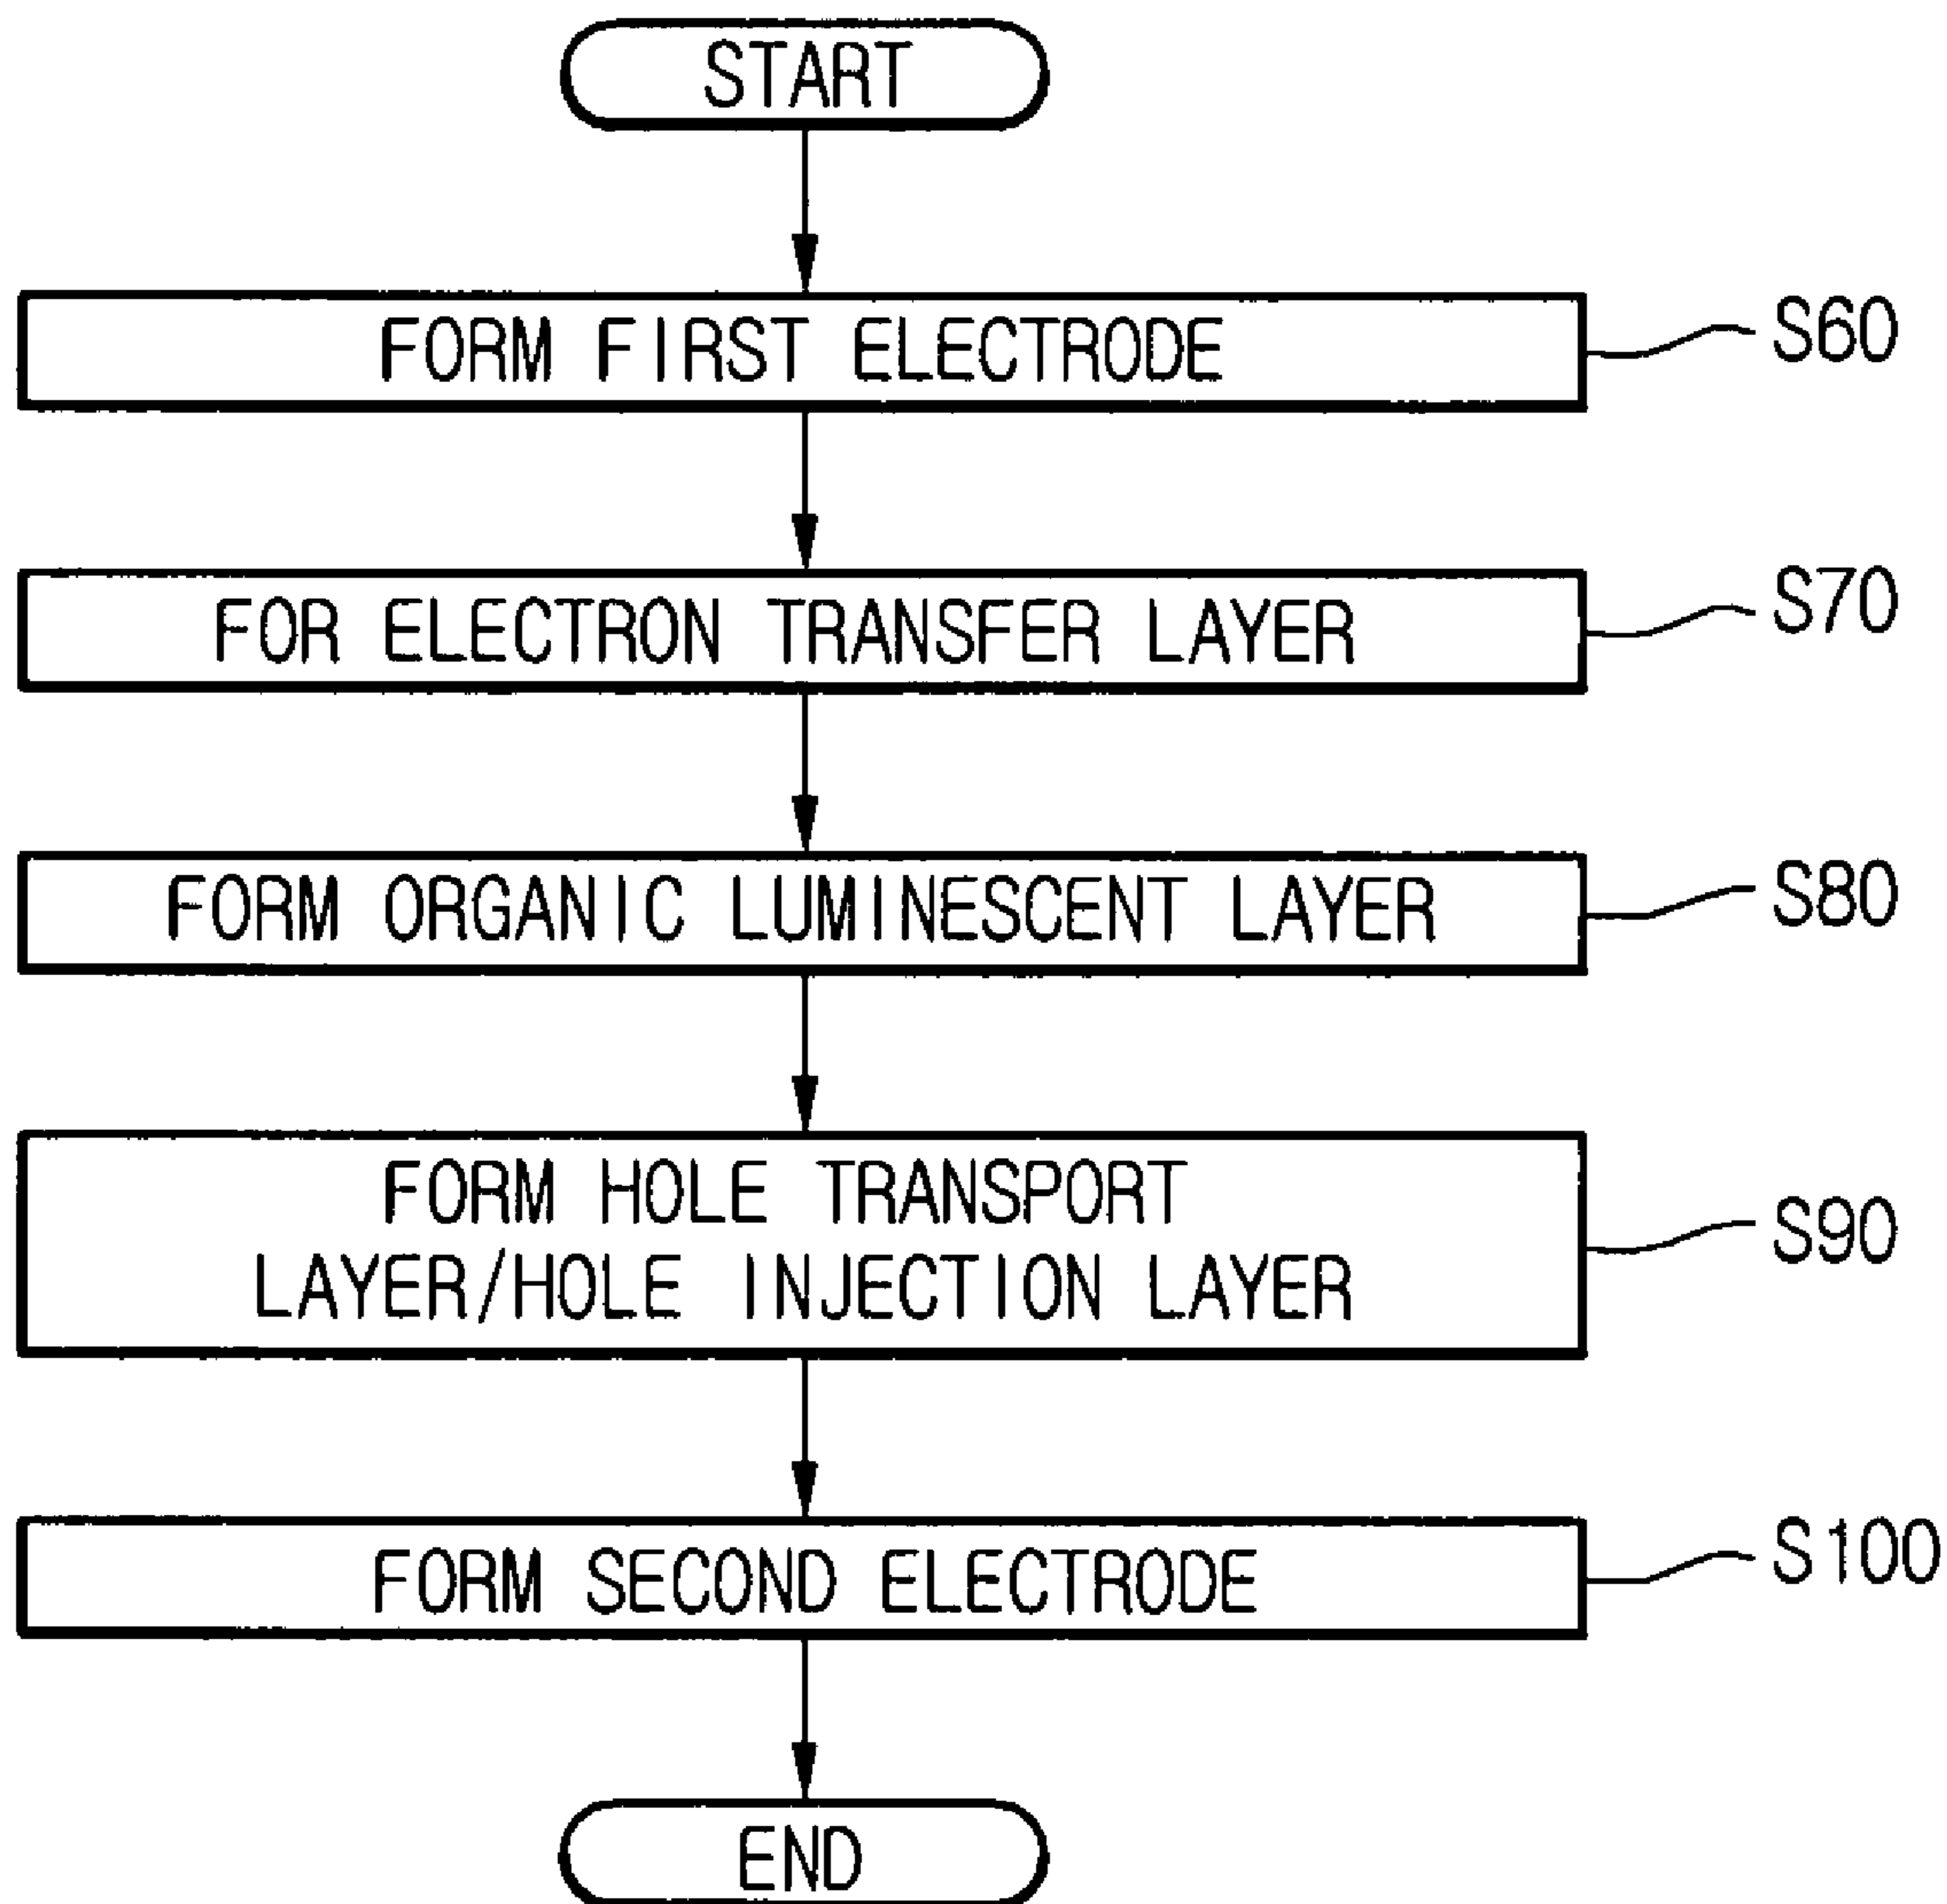 START
FORM FIRST ELECTRODE
S60
FOR ELECTRON TRANSFER LAYER
S70
FORM ORGANIC LUMINESCENT LAYER
S80
FORM HOLE TRANSPORT
LAYER/HOLE INJECTION LAYER
S90
FORM SECOND ELECTRODE
S100
END